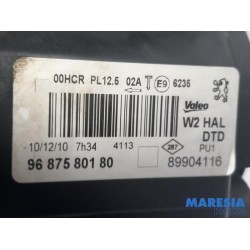 00HCR PL12.5 02A T E9 6235
Valeo
W2 HAL
DTD
10/12/10 7h34 4113 287 PU1
96 875 801 80 89904116
MARESIA